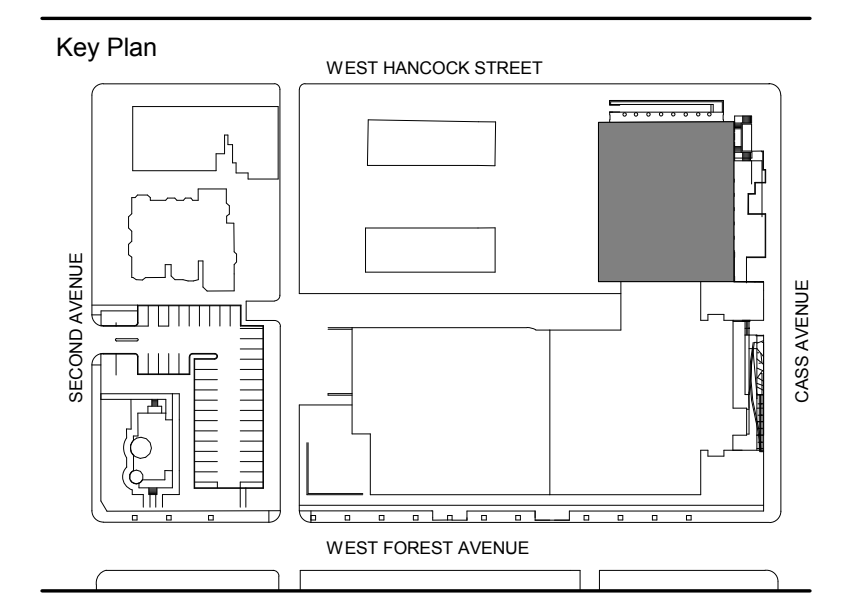 Key Plan
WEST HANCOCK STREET
SECOND AVENUE
CASS AVENUE
WEST FOREST AVENUE